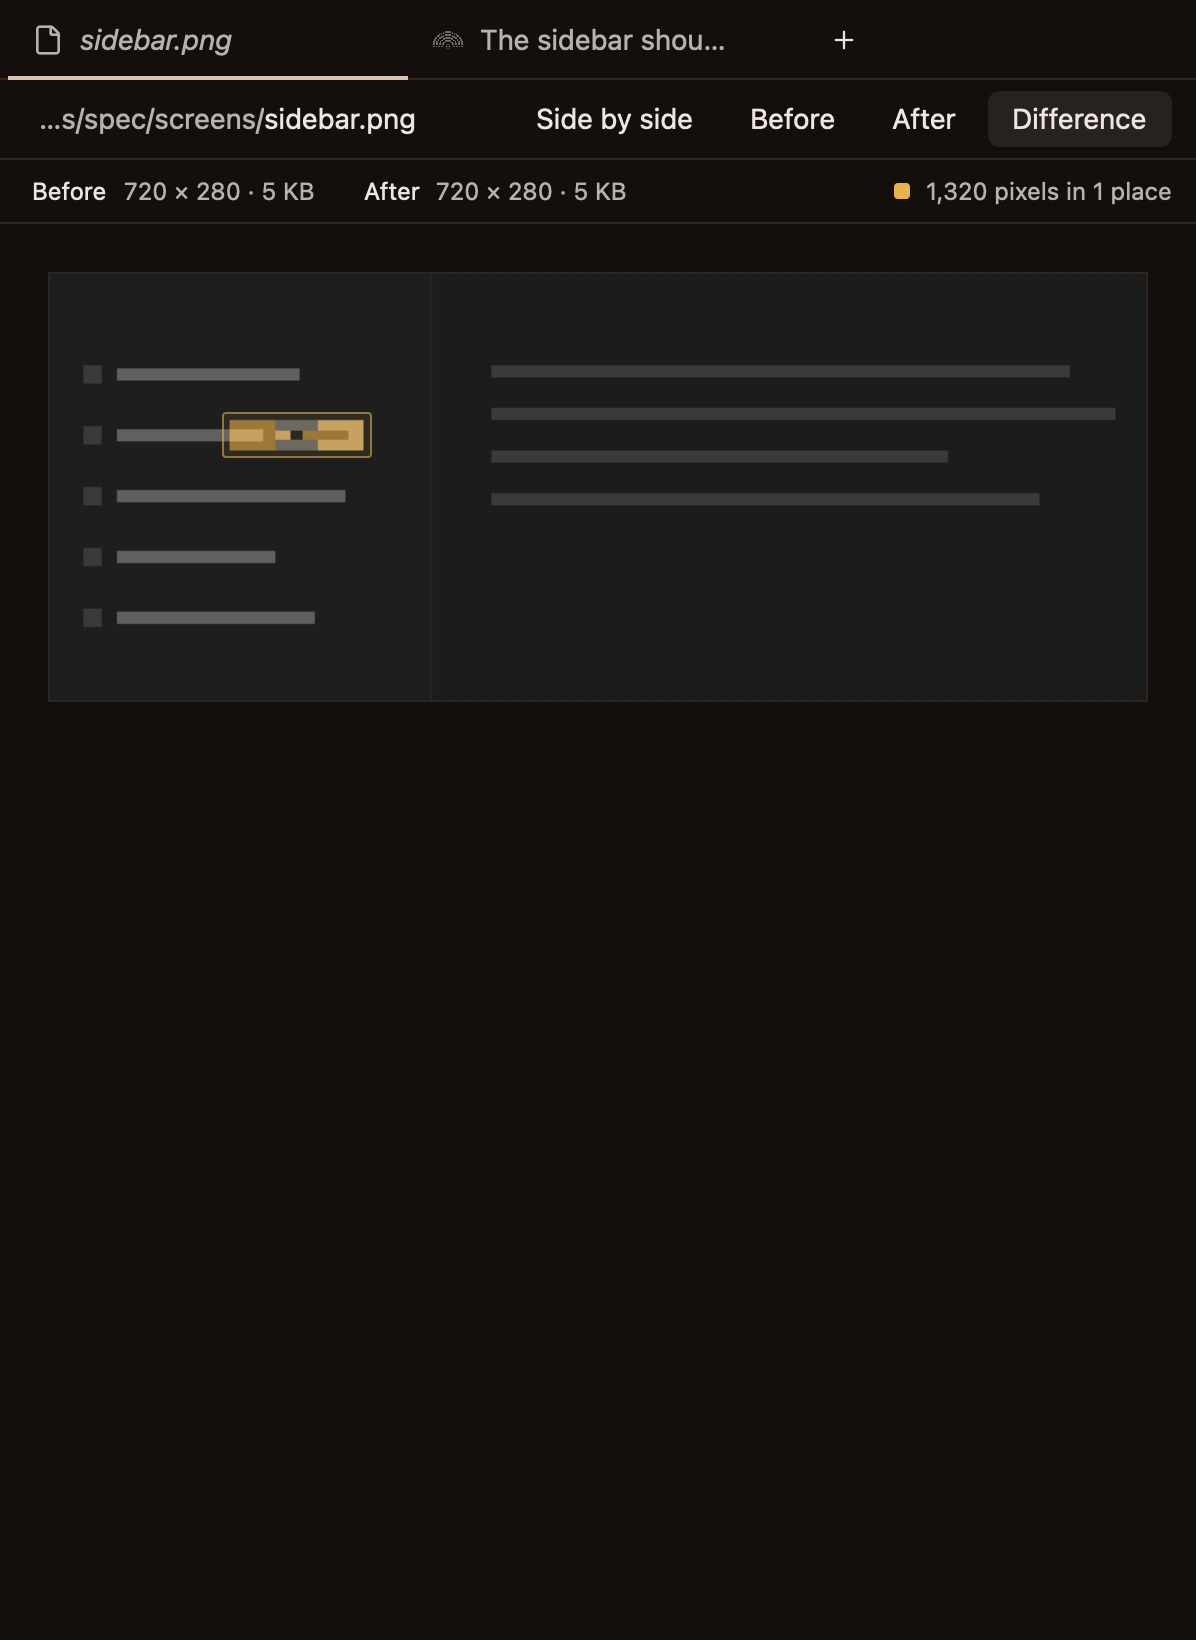 sidebar.png
The sidebar shou...
+
...s/spec/screens/sidebar.png
Side by side
Before
After
Difference
Before 720 × 280 · 5 KB
After 720 × 280 · 5 KB
1,320 pixels in 1 place